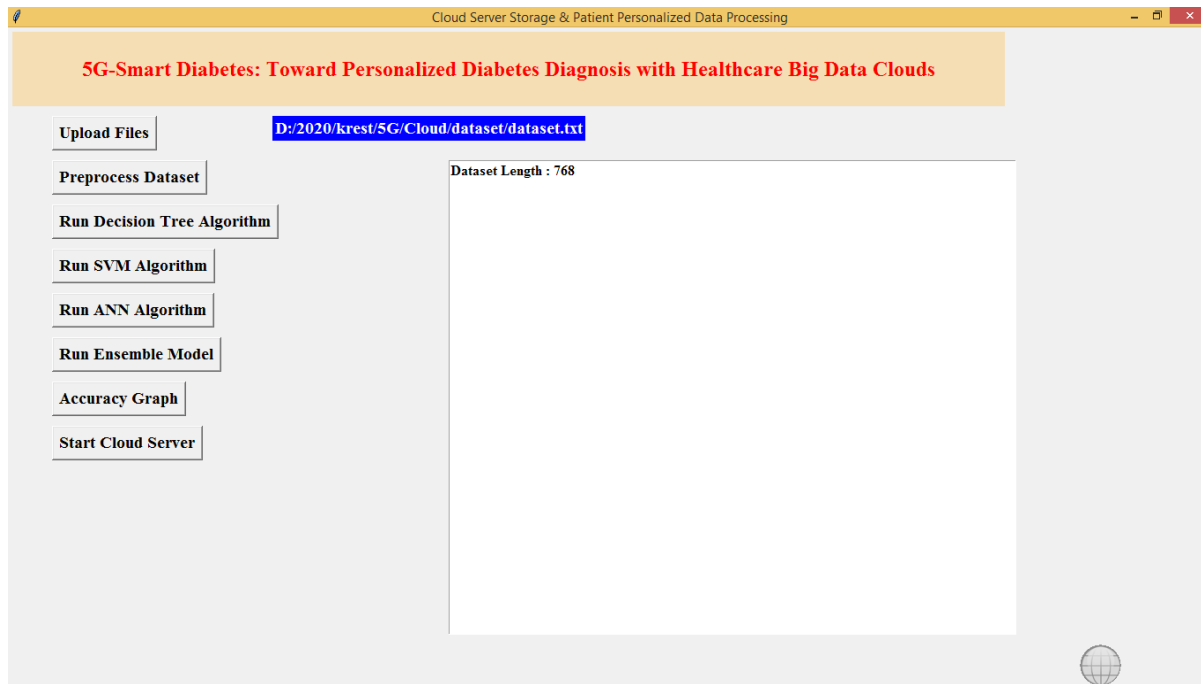 Cloud Server Storage & Patient Personalized Data Processing
5G-Smart Diabetes: Toward Personalized Diabetes Diagnosis with Healthcare Big Data Clouds
Upload Files
D:/2020/krest/5G/Cloud/dataset/dataset.txt
Preprocess Dataset
Dataset Length : 768
Run Decision Tree Algorithm
Run SVM Algorithm
Run ANN Algorithm
Run Ensemble Model
Accuracy Graph
Start Cloud Server